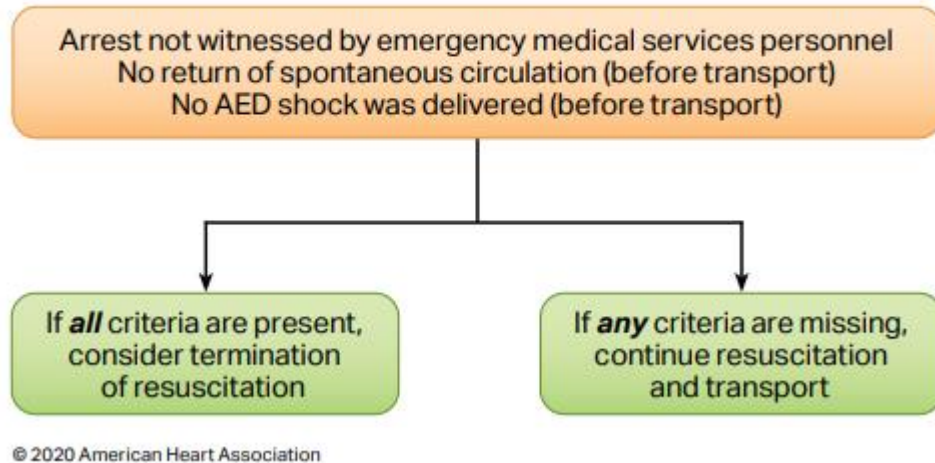 Arrest not witnessed by emergency medical services personnel
No return of spontaneous circulation (before transport)
No AED shock was delivered (before transport)
If all criteria are present,
consider termination
of resuscitation
If any criteria are missing,
continue resuscitation
and transport
© 2020 American Heart Association